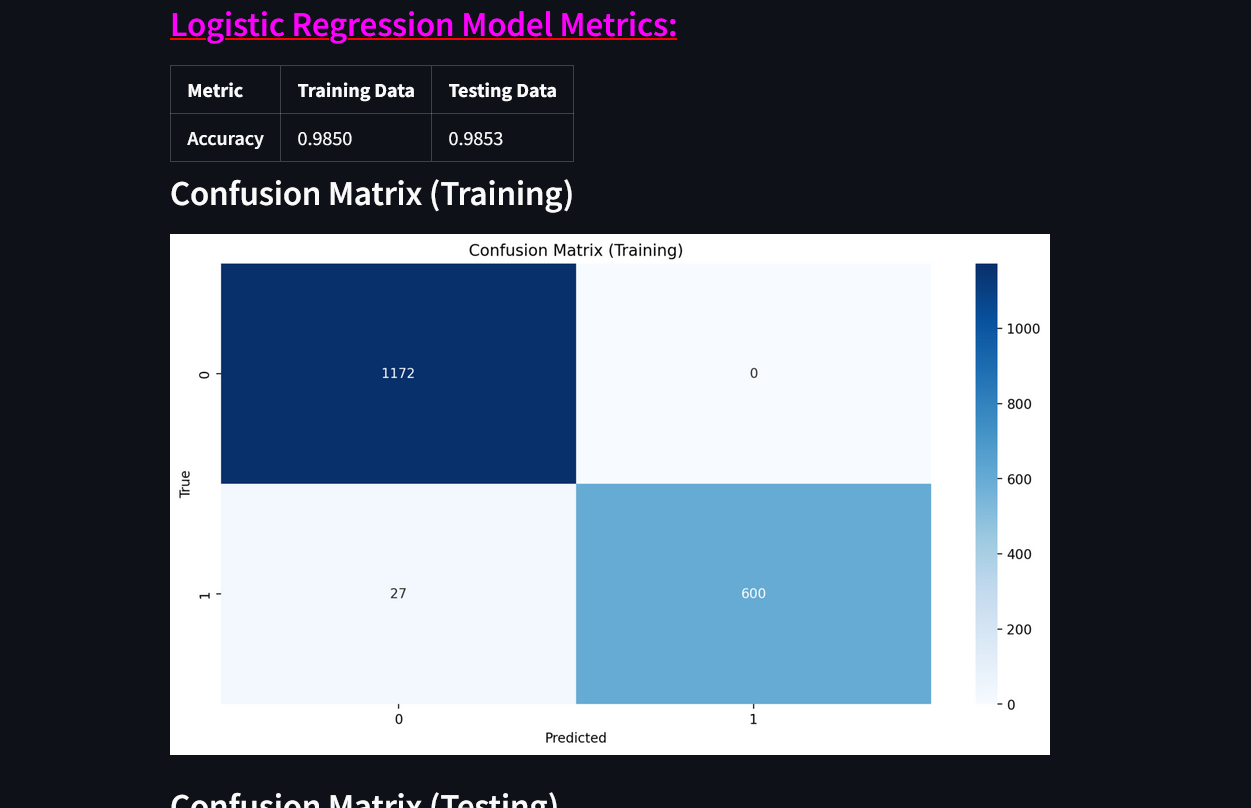 Logistic Regression Model Metrics:
Metric Training Data Testing Data
Accuracy 0.9850 0.9853
Confusion Matrix (Training)
Confusion Matrix (Training)
1000
800
600
400
200
0
True
0
1172 0
1
27 600
0 1
Predicted
Confusion Matrix (Testing)